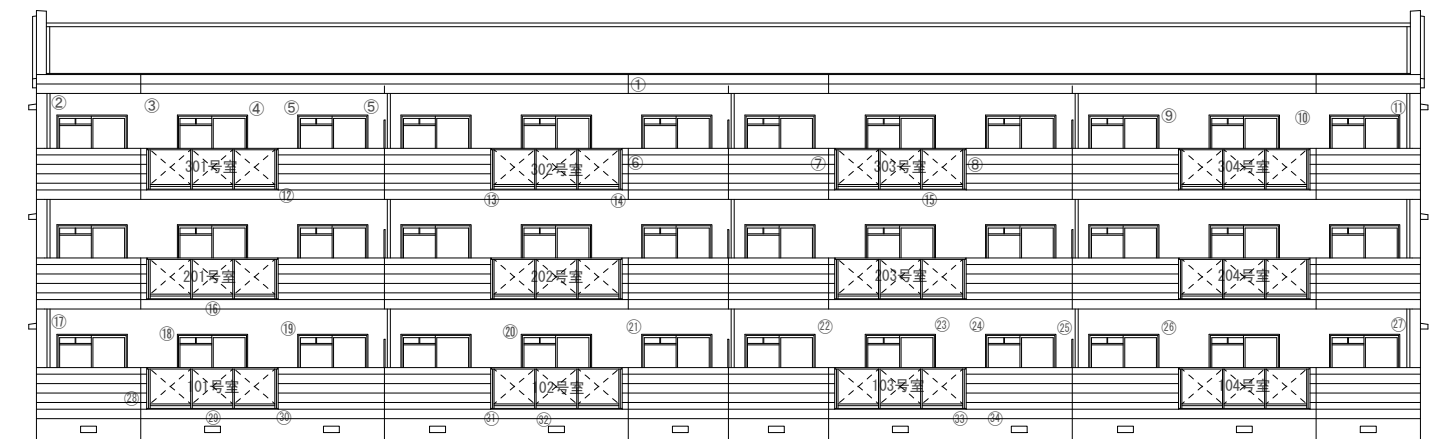 ①
② ③ ④ ⑤ ⑤ ⑨ ⑩ ⑪
301号室 302号室 ⑥ ⑦ 303号室 ⑧ 304号室
⑫ ⑬ ⑭ ⑮
201号室 202号室 203号室 204号室
⑯
⑰ ⑱ ⑲ ⑳ ㉑ ㉒ ㉓ ㉔ ㉕ ㉖ ㉗
101号室 102号室 103号室 104号室
㉘ ㉙ ㉚ ㉛ ㉜ ㉝ ㉞